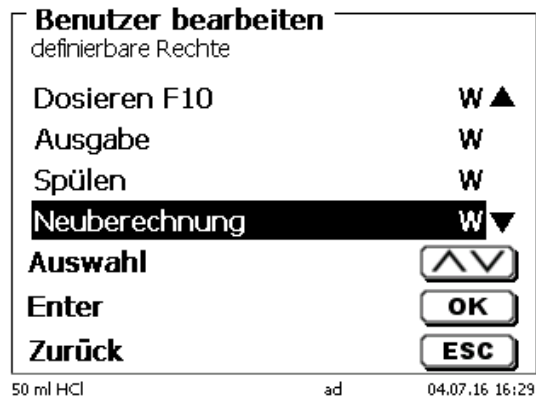 Benutzer bearbeiten
definierbare Rechte
Dosieren F10 W ▲
Ausgabe W
Spülen W
Neuberechnung W ▼
Auswahl
Enter OK
Zurück ESC
50 ml HCl ad 04.07.16 16:29